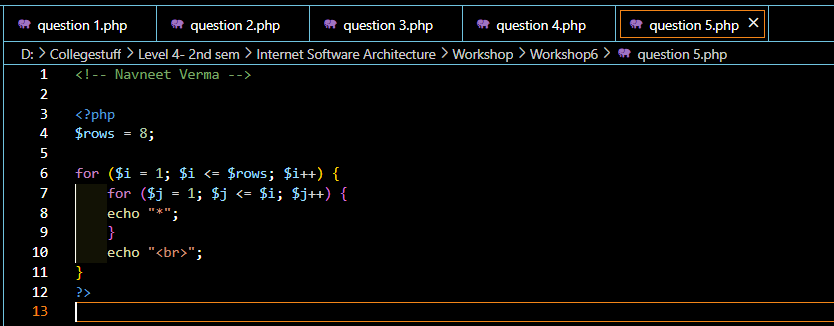 question 1.php question 2.php question 3.php question 4.php question 5.php ×
D: > Collegestuff > Level 4- 2nd sem > Internet Software Architecture > Workshop > Workshop6 > question 5.php
1 <!-- Navneet Verma -->
2
3 <?php
4 $rows = 8;
5
6 for ($i = 1; $i <= $rows; $i++) {
7     for ($j = 1; $j <= $i; $j++) {
8     echo "*";
9     }
10     echo "<br>";
11 }
12 ?>
13